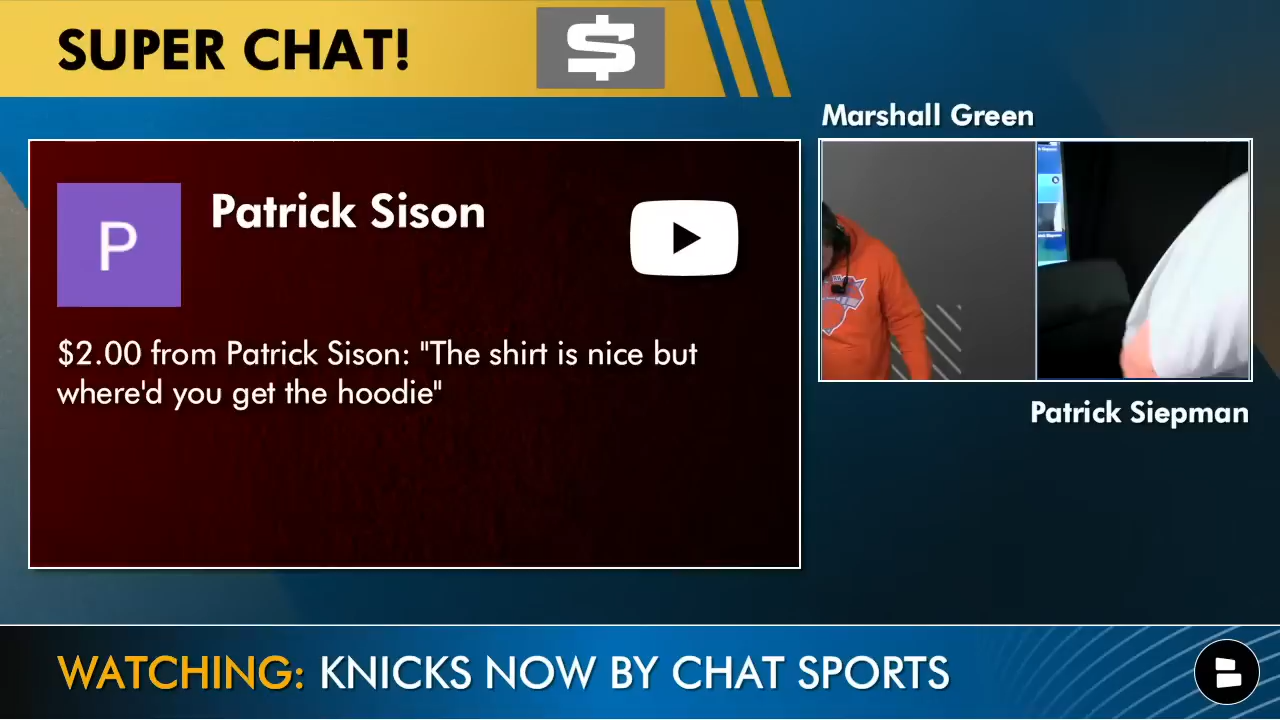 SUPER CHAT!
$
Marshall Green
P
Patrick Sison
$2.00 from Patrick Sison: "The shirt is nice but
where'd you get the hoodie"
Patrick Siepman
WATCHING: KNICKS NOW BY CHAT SPORTS